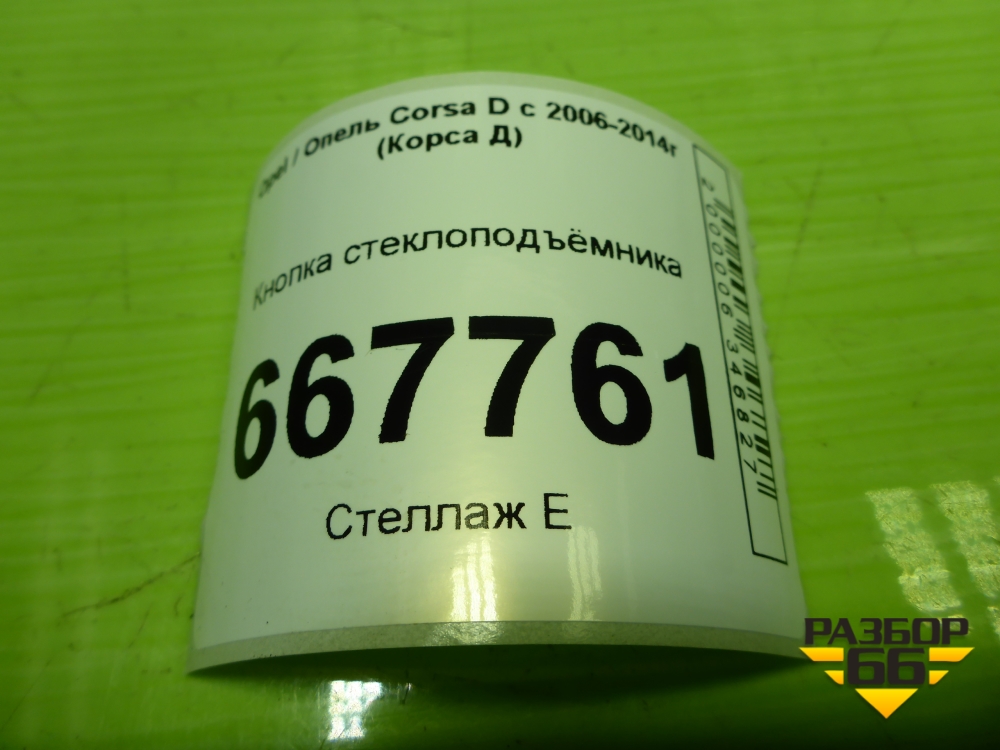 Opel / Опель Corsa D с 2006-2014г
(Корса Д)
Кнопка стеклоподъёмника
667761
Стеллаж Е
2000006346827
РАЗБОР
66